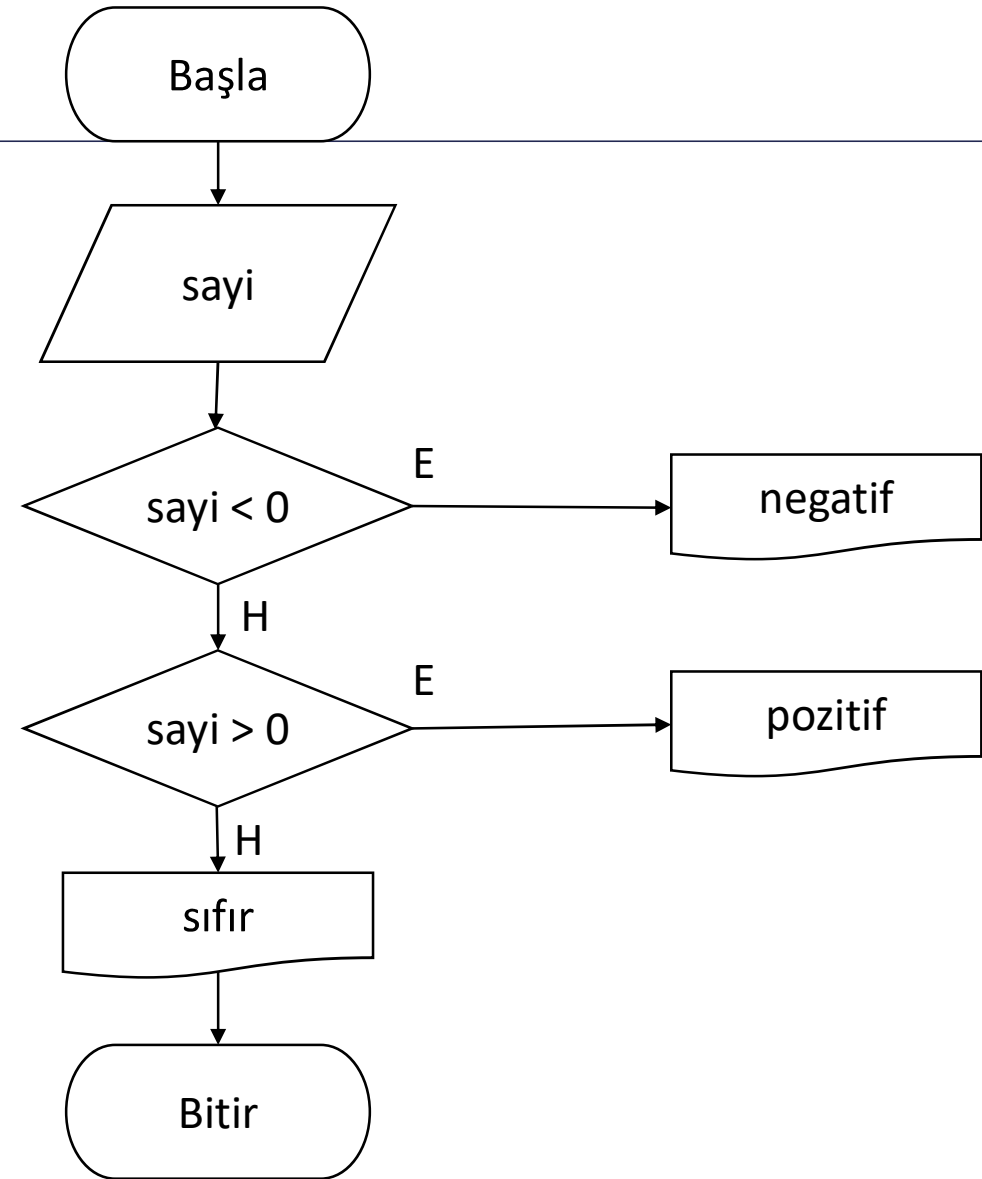 Başla
sayi
sayi < 0
E
negatif
H
sayi > 0
E
pozitif
H
sıfır
Bitir